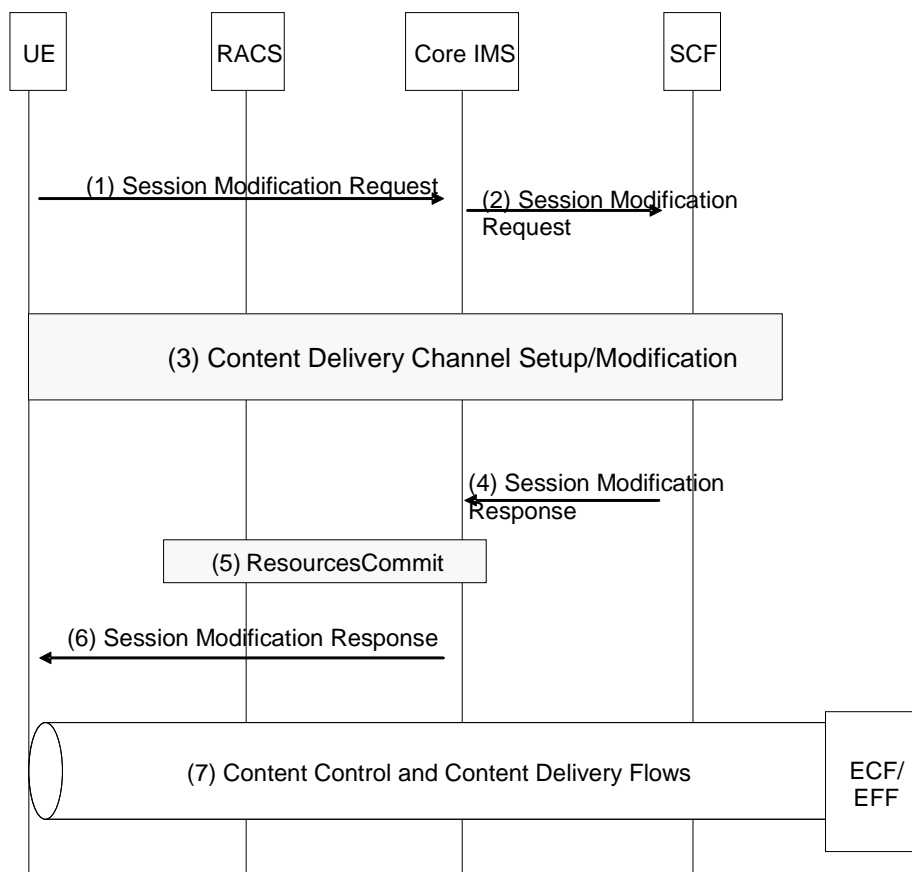 UE
RACS
Core IMS
SCF
(1) Session Modification Request
(2) Session Modification
Request
(3) Content Delivery Channel Setup/Modification
(4) Session Modification
Response
(5) ResourcesCommit
(6) Session Modification Response
(7) Content Control and Content Delivery Flows
ECF/
EFF